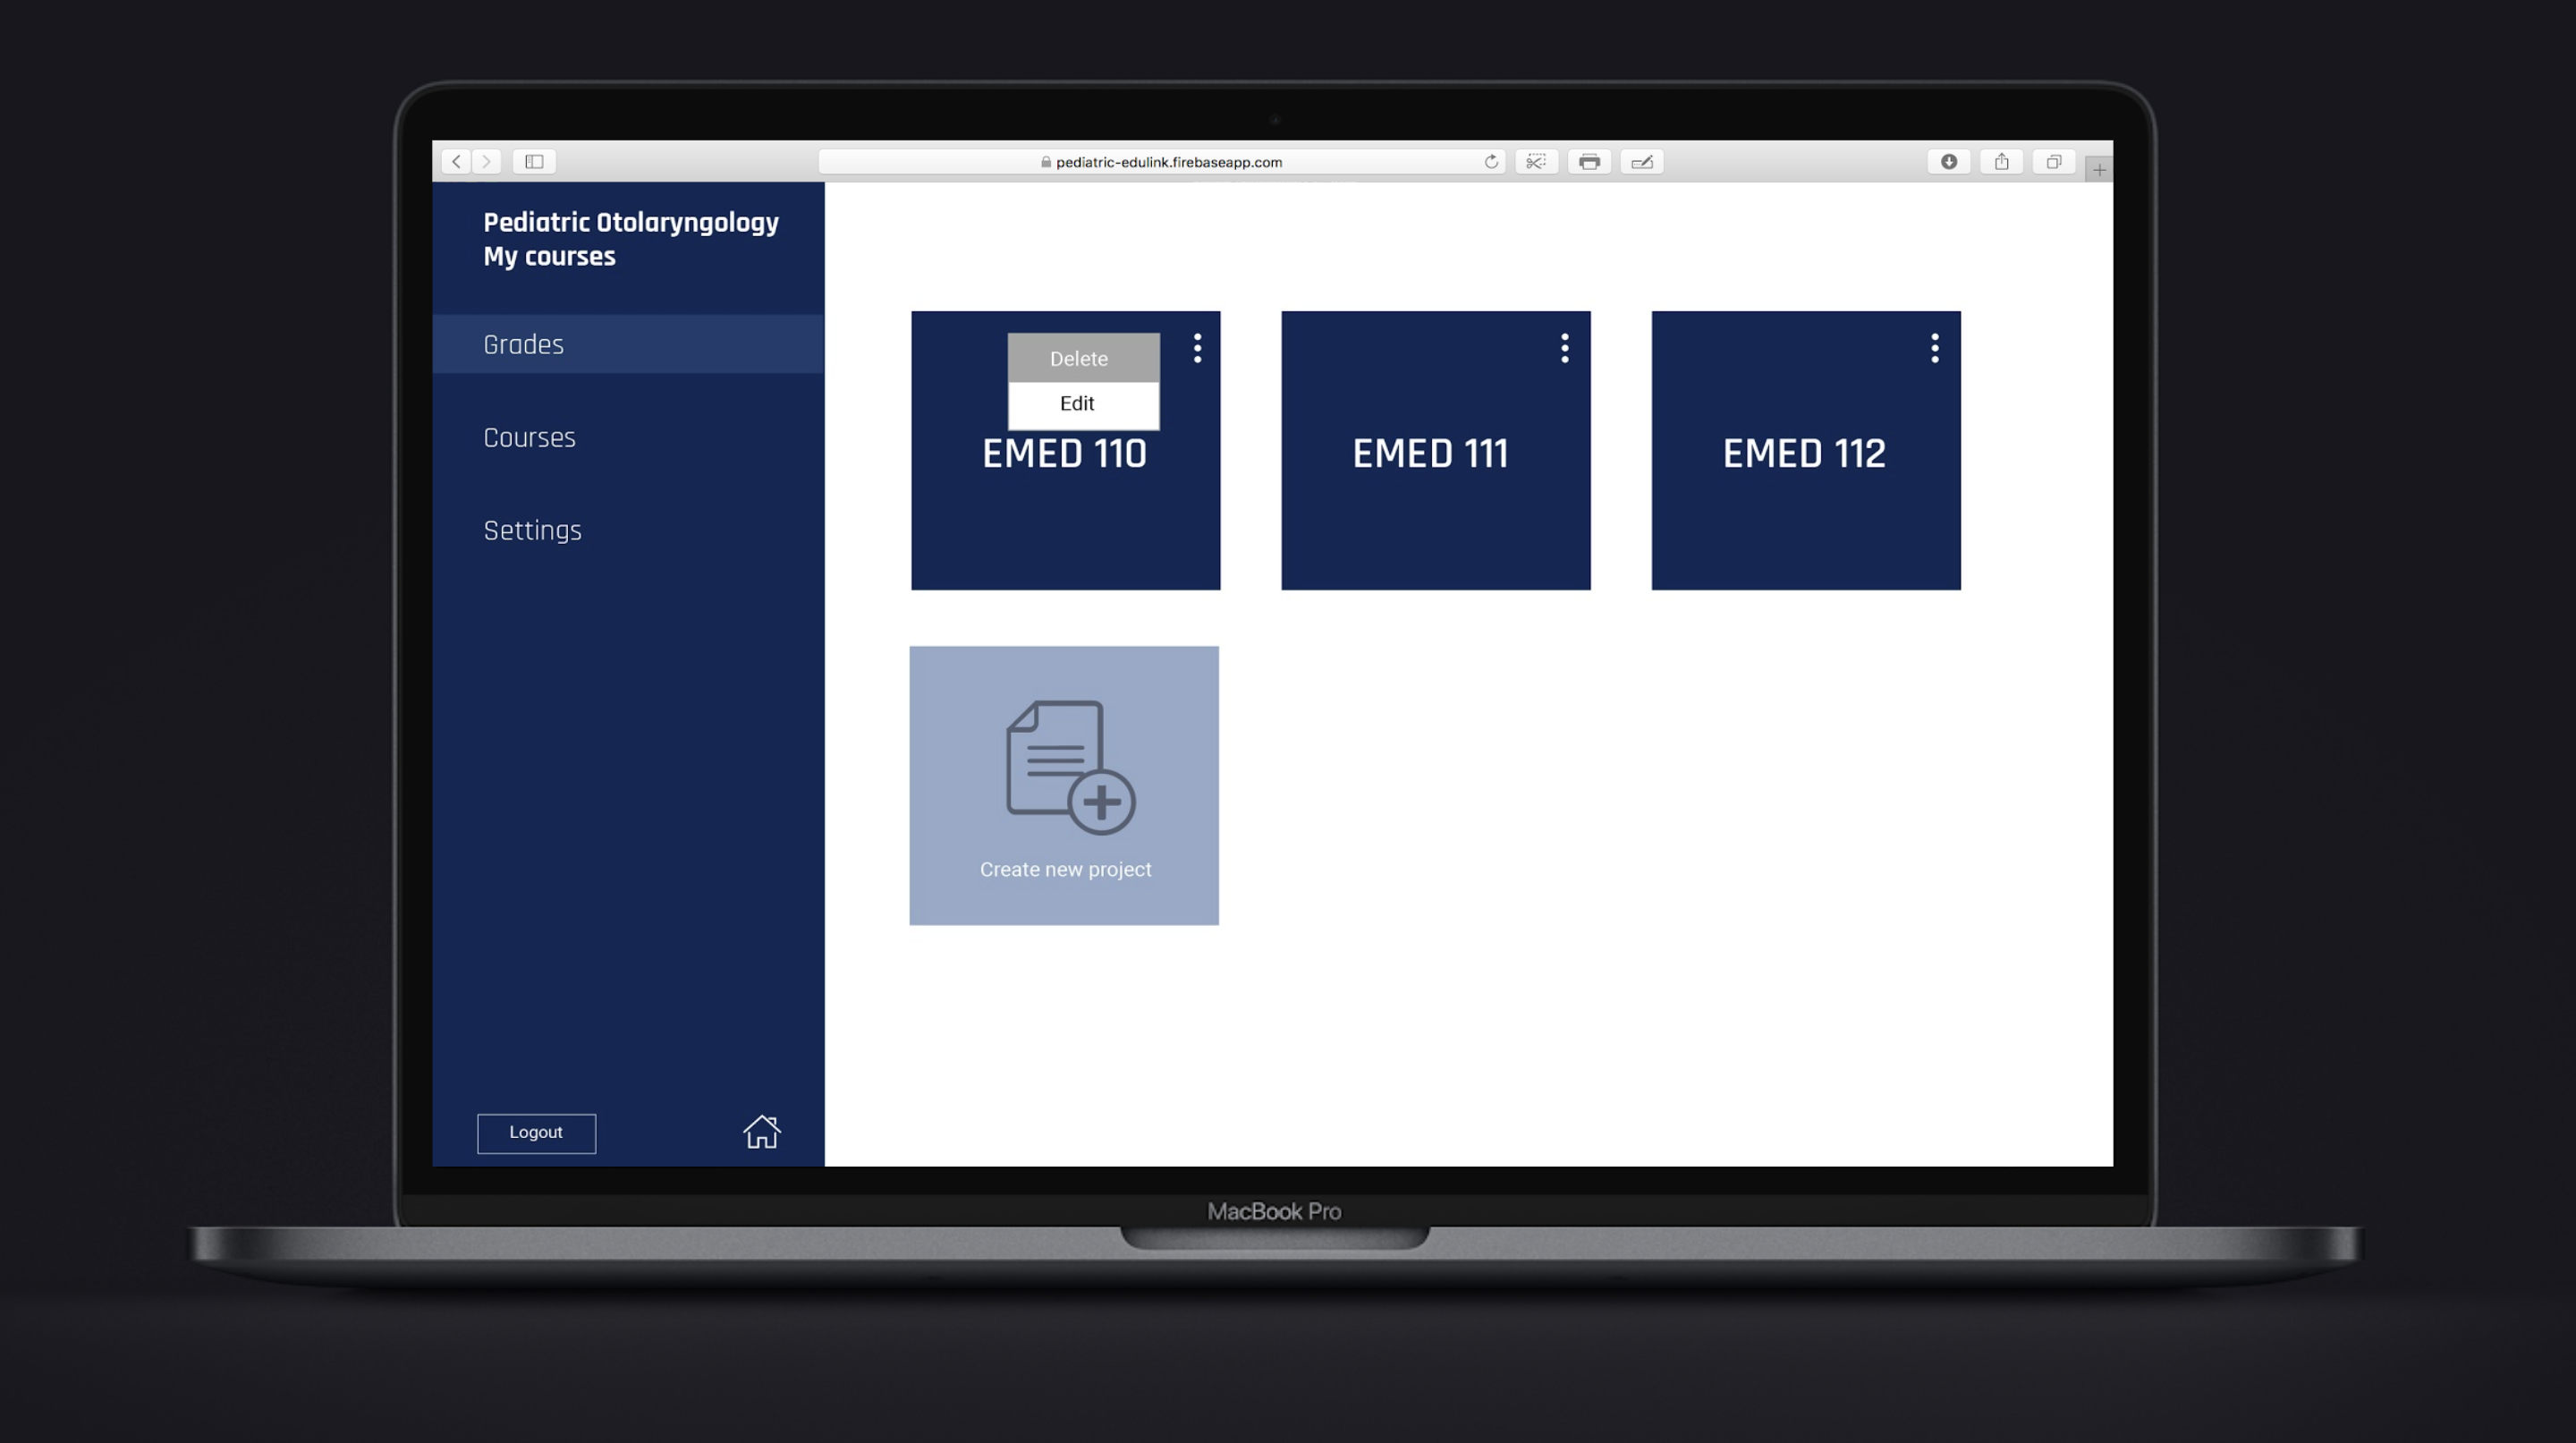 pediatric-edulink.firebaseapp.com
Pediatric Otolaryngology
My courses
Grades
Courses
Settings
Logout
Delete
Edit
EMED 110
EMED 111
EMED 112
Create new project
MacBook Pro